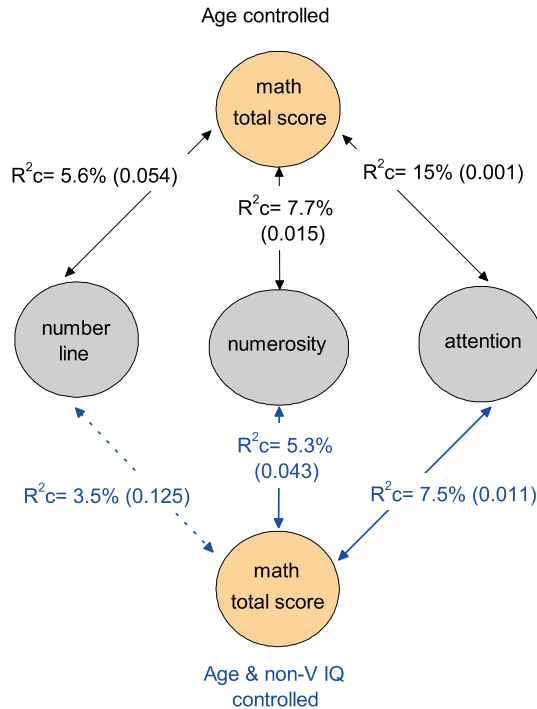 Age controlled
math
total score
R²c= 5.6% (0.054)
R²c= 15% (0.001)
R²c= 7.7%
(0.015)
number
line
numerosity
attention
R²c= 5.3%
(0.043)
R²c= 3.5% (0.125)
R²c= 7.5% (0.011)
math
total score
Age & non-V IQ
controlled